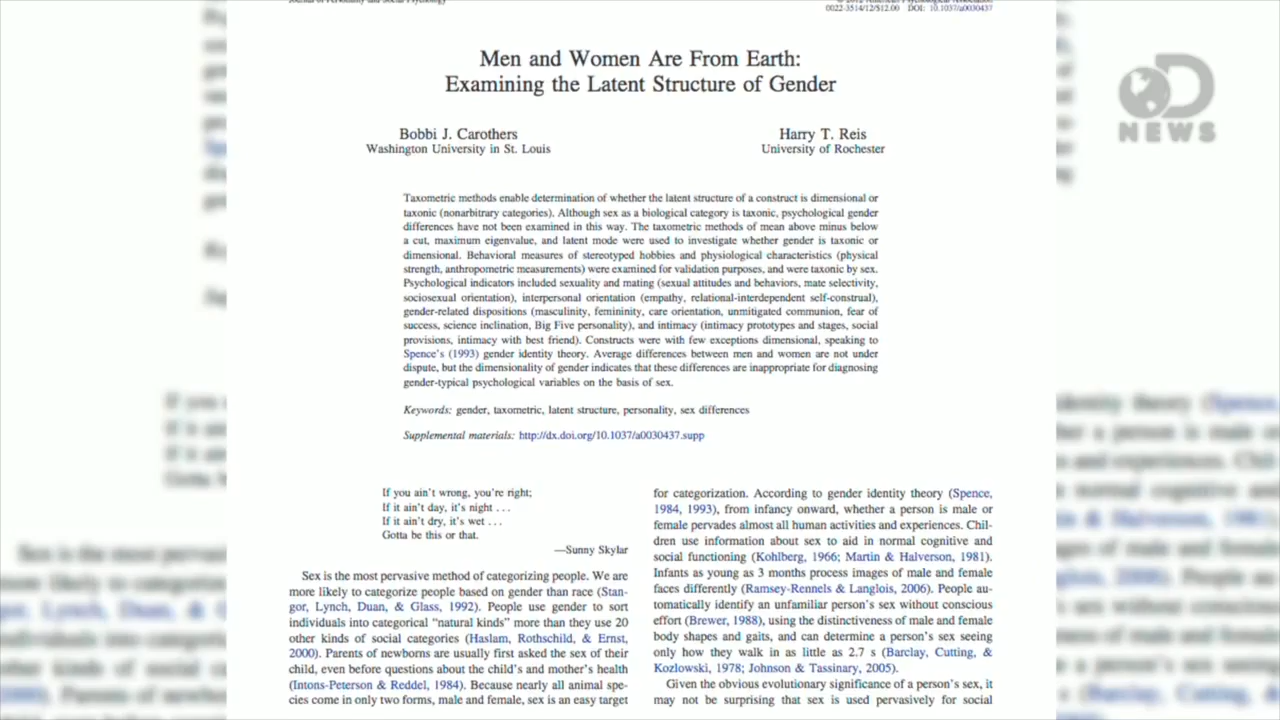 Journal of Personality and Social Psychology
0022-3514/12/$12.00 DOI: 10.1037/a0030437
Men and Women Are From Earth:
Examining the Latent Structure of Gender
Bobbi J. Carothers
Washington University in St. Louis
Harry T. Reis
University of Rochester
NEWS
Taxometric methods enable determination of whether the latent structure of a construct is dimensional or
taxonic (nonarbitrary categories). Although sex as a biological category is taxonic, psychological gender
differences have not been examined in this way. The taxometric methods of mean above minus below
a cut, maximum eigenvalue, and latent mode were used to investigate whether gender is taxonic or
dimensional. Behavioral measures of stereotyped hobbies and physiological characteristics (physical
strength, anthropometric measurements) were examined for validation purposes, and were taxonic by sex.
Psychological indicators included sexuality and mating (sexual attitudes and behaviors, mate selectivity,
sociosexual orientation), interpersonal orientation (empathy, relational-interdependent self-construal),
gender-related dispositions (masculinity, femininity, care orientation, unmitigated communion, fear of
success, science inclination, Big Five personality), and intimacy (intimacy prototypes and stages, social
provisions, intimacy with best friend). Constructs were with few exceptions dimensional, speaking to
Spence's (1993) gender identity theory. Average differences between men and women are not under
dispute, but the dimensionality of gender indicates that these differences are inappropriate for diagnosing
gender-typical psychological variables on the basis of sex.
Keywords: gender, taxometric, latent structure, personality, sex differences
Supplemental materials: http://dx.doi.org/10.1037/a0030437.supp
If you ain't wrong, you're right;
If it ain't day, it's night . . .
If it ain't dry, it's wet . . .
Gotta be this or that.
—Sunny Skylar
Sex is the most pervasive method of categorizing people. We are
more likely to categorize people based on gender than race (Stan-
gor, Lynch, Duan, & Glass, 1992). People use gender to sort
individuals into categorical “natural kinds” more than they use 20
other kinds of social categories (Haslam, Rothschild, & Ernst,
2000). Parents of newborns are usually first asked the sex of their
child, even before questions about the child's and mother's health
(Intons-Peterson & Reddel, 1984). Because nearly all animal spe-
cies come in only two forms, male and female, sex is an easy target
for categorization. According to gender identity theory (Spence,
1984, 1993), from infancy onward, whether a person is male or
female pervades almost all human activities and experiences. Chil-
dren use information about sex to aid in normal cognitive and
social functioning (Kohlberg, 1966; Martin & Halverson, 1981).
Infants as young as 3 months process images of male and female
faces differently (Ramsey-Rennels & Langlois, 2006). People au-
tomatically identify an unfamiliar person's sex without conscious
effort (Brewer, 1988), using the distinctiveness of male and female
body shapes and gaits, and can determine a person's sex seeing
only how they walk in as little as 2.7 s (Barclay, Cutting, &
Kozlowski, 1978; Johnson & Tassinary, 2005).
Given the obvious evolutionary significance of a person's sex, it
may not be surprising that sex is used pervasively for social